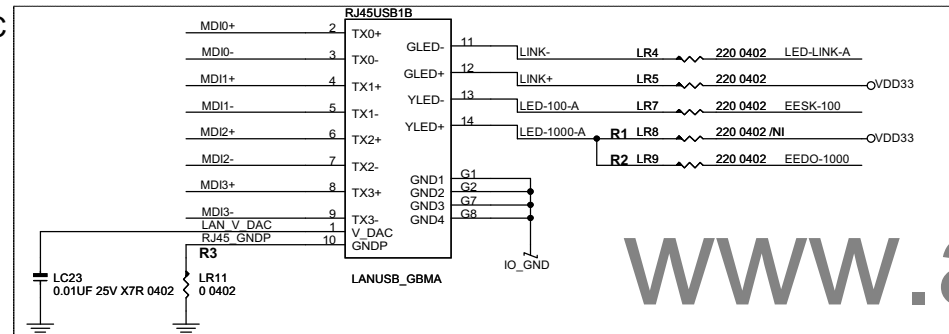 C
RJ45USB1B
MDI0+ 2 TX0+
MDI0- 3 TX0-
MDI1+ 4 TX1+
MDI1- 5 TX1-
MDI2+ 6 TX2+
MDI2- 7 TX2-
MDI3+ 8 TX3+
MDI3- 9 TX3-
LAN_V_DAC 1 V_DAC
RJ45_GNDP 10 GNDP
GLED- 11 LINK- LR4 220 0402 LED-LINK-A
GLED+ 12 LINK+ LR5 220 0402 VDD33
YLED- 13 LED-100-A LR7 220 0402 EESK-100
YLED+ 14 LED-1000-A R1 LR8 220 0402 /NI VDD33
R2 LR9 220 0402 EEDO-1000
GND1 G1
GND2 G2
GND3 G7
GND4 G8
IO_GND
R3
LC23
0.01UF 25V X7R 0402
LR11
0 0402
LANUSB_GBMA
www.a